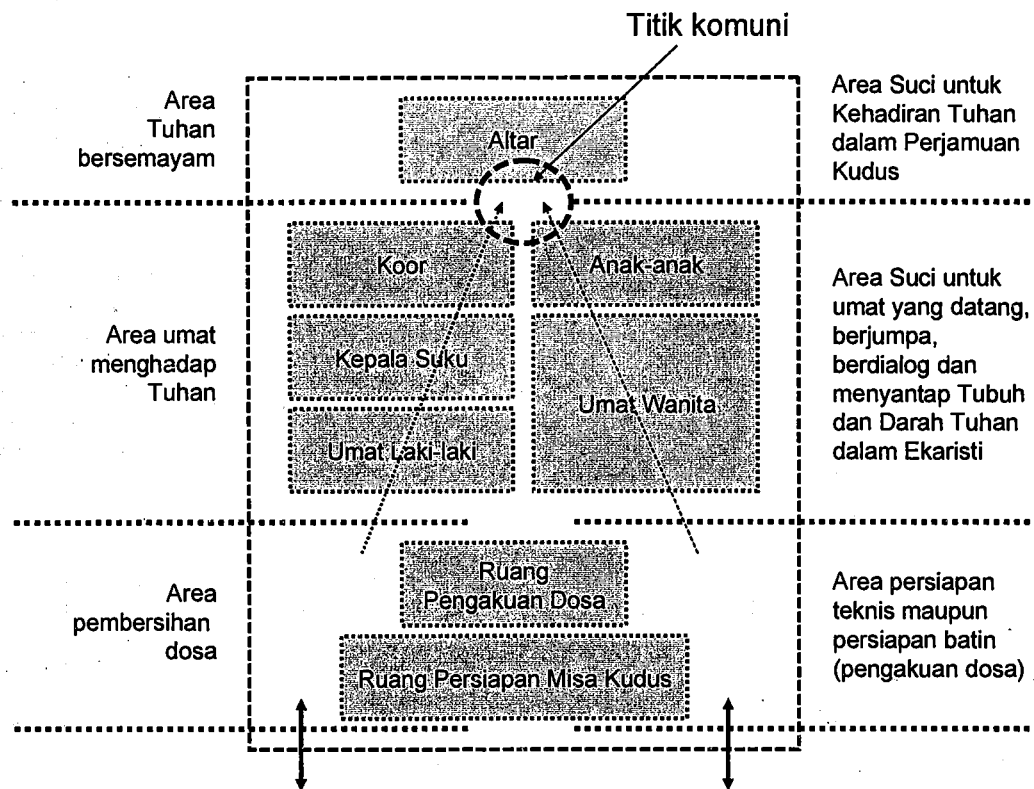 Titik komuni
Area
Tuhan
bersemayam
Altar
Area Suci untuk
Kehadiran Tuhan
dalam Perjamuan
Kudus
Area umat
menghadap
Tuhan
Koor
Anak-anak
Kepala Suku
Umat Wanita
Umat Laki-laki
Area Suci untuk
umat yang datang,
berjumpa,
berdialog dan
menyantap Tubuh
dan Darah Tuhan
dalam Ekaristi
Area
pembersihan
dosa
Ruang
Pengakuan Dosa
Ruang Persiapan Misa Kudus
Area persiapan
teknis maupun
persiapan batin
(pengakuan dosa)